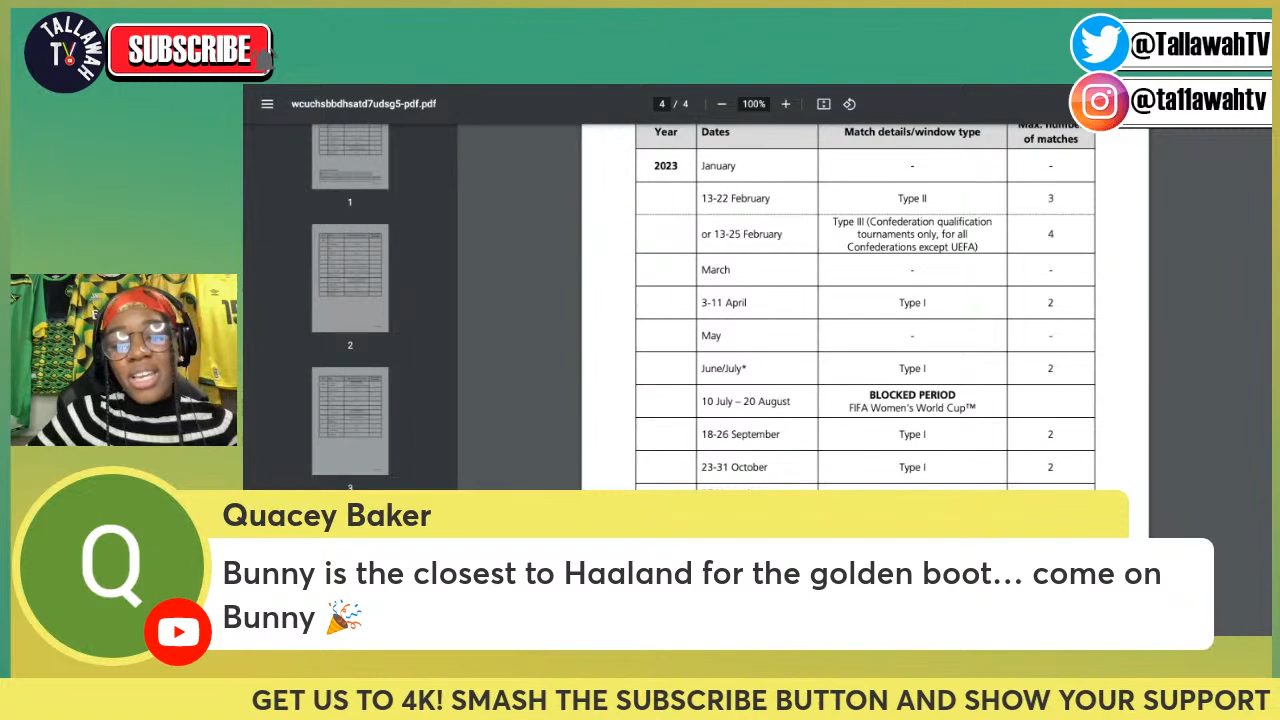 TALLAWAH
TV
SUBSCRIBE
@TallawahTV
@ta11awahtv
wcuchsbbdhsatd7udsg5-pdf.pdf
4 / 4
100%
Year Dates Match details/window type Max. number of matches
2023 January - -
13-22 February Type II 3
or 13-25 February Type III (Confederation qualification tournaments only, for all Confederations except UEFA) 4
March - -
3-11 April Type I 2
May - -
June/July* Type I 2
10 July – 20 August BLOCKED PERIOD FIFA Women's World Cup™
18-26 September Type I 2
23-31 October Type I 2
1
2
3
Q
Quacey Baker
Bunny is the closest to Haaland for the golden boot... come on
Bunny 🎉
GET US TO 4K! SMASH THE SUBSCRIBE BUTTON AND SHOW YOUR SUPPORT